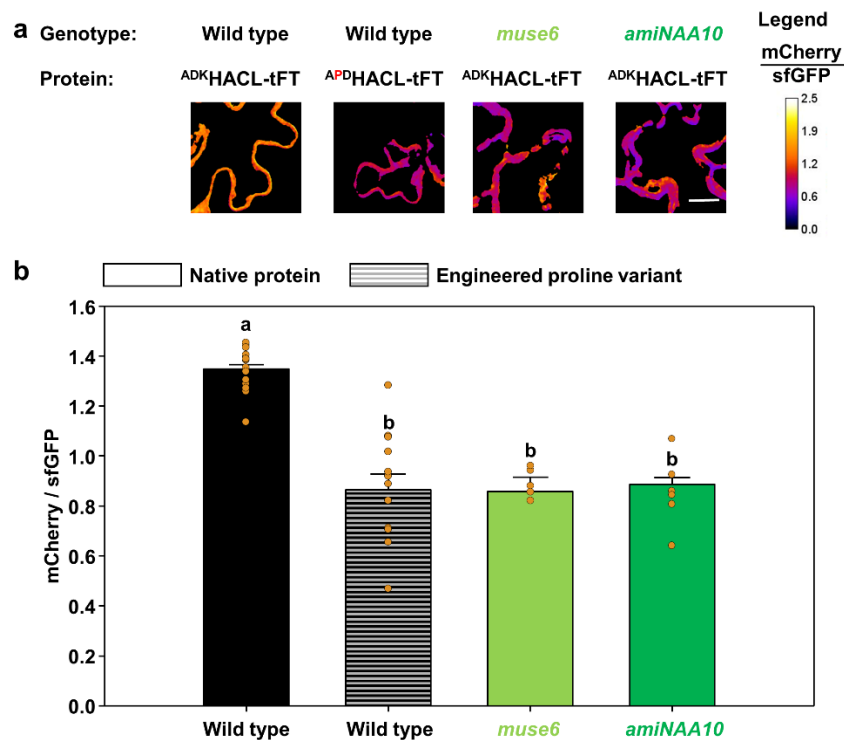 a
Genotype: Wild type Wild type muse6 amiNAA10 Legend
Protein: ADKHACL-tFT APDHACL-tFT ADKHACL-tFT ADKHACL-tFT mCherry
sfGFP
2.5
1.9
1.2
0.6
0.0
b
Native protein Engineered proline variant
mCherry / sfGFP
1.6
1.4
1.2
1.0
0.8
0.6
0.4
0.2
0.0
a
b
b
b
Wild type Wild type muse6 amiNAA10